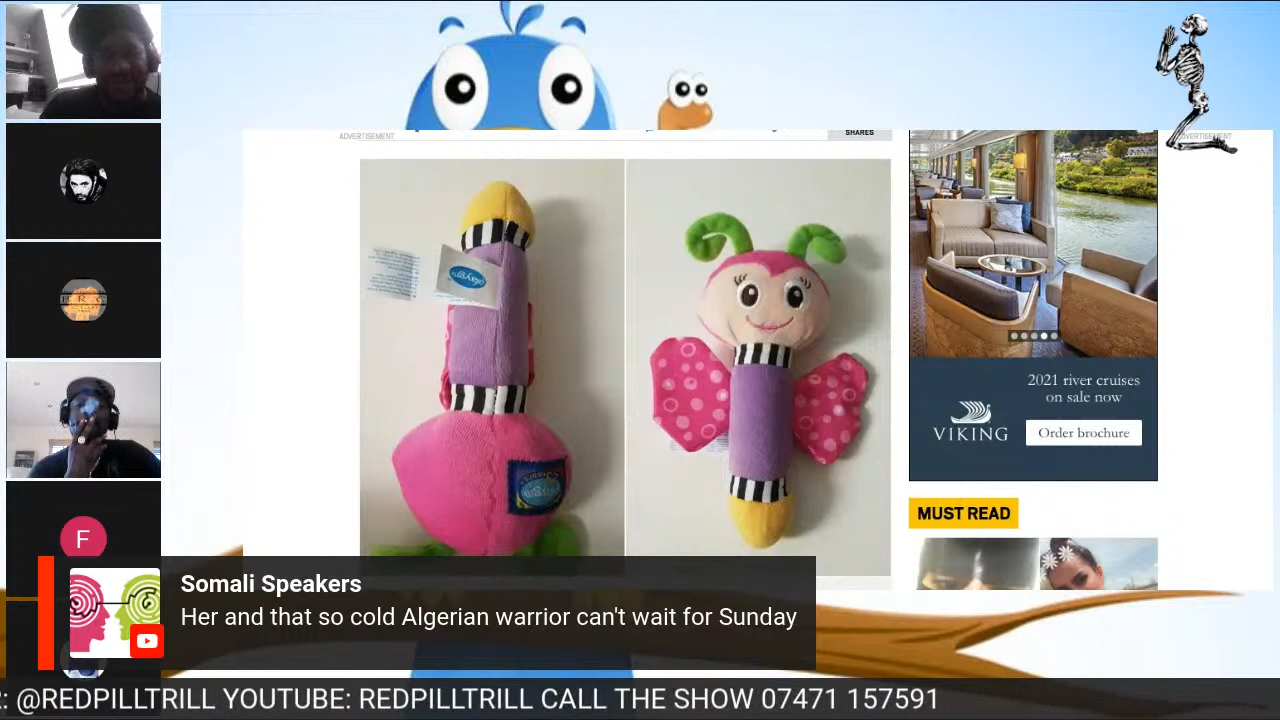 ADVERTISEMENT
SHARES
ADVERTISEMENT
2021 river cruises
on sale now
VIKING
Order brochure
MUST READ
F
Somali Speakers
Her and that so cold Algerian warrior can't wait for Sunday
: @REDPILLTRILL YOUTUBE: REDPILLTRILL CALL THE SHOW 07471 157591